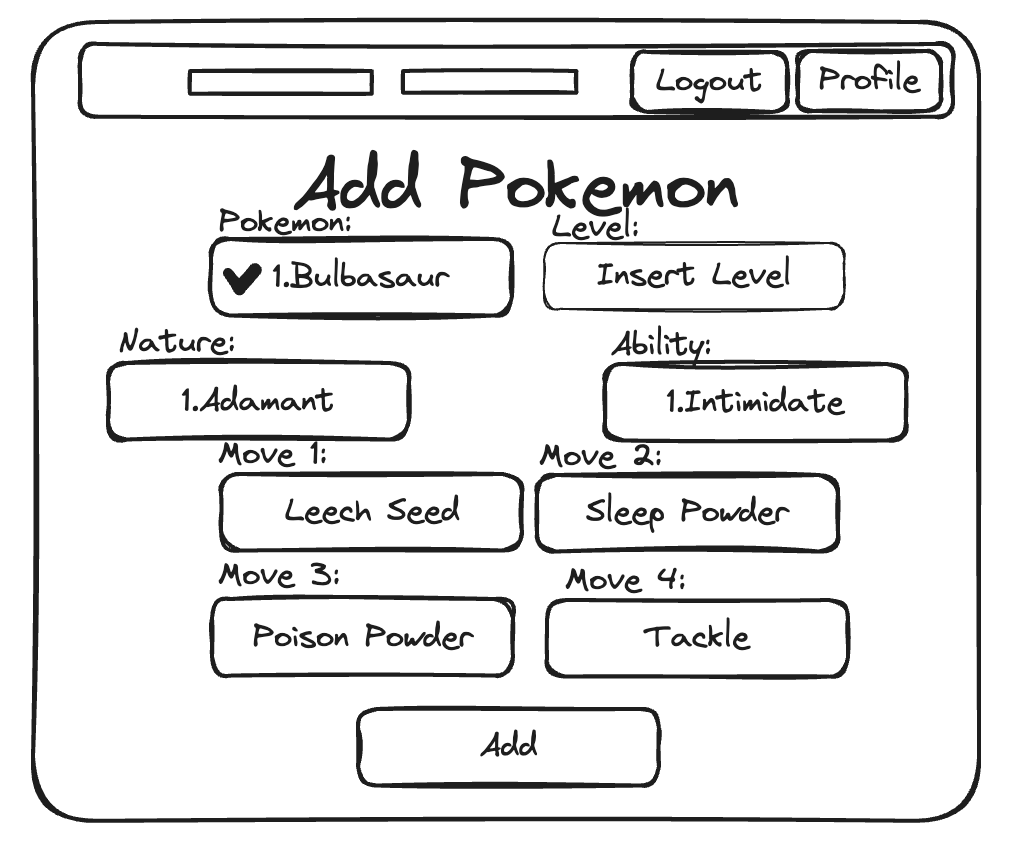 Logout Profile
Add Pokemon
Pokemon: Level:
1.Bulbasaur Insert Level
Nature: Ability:
1.Adamant 1.Intimidate
Move 1: Move 2:
Leech Seed Sleep Powder
Move 3: Move 4:
Poison Powder Tackle
Add